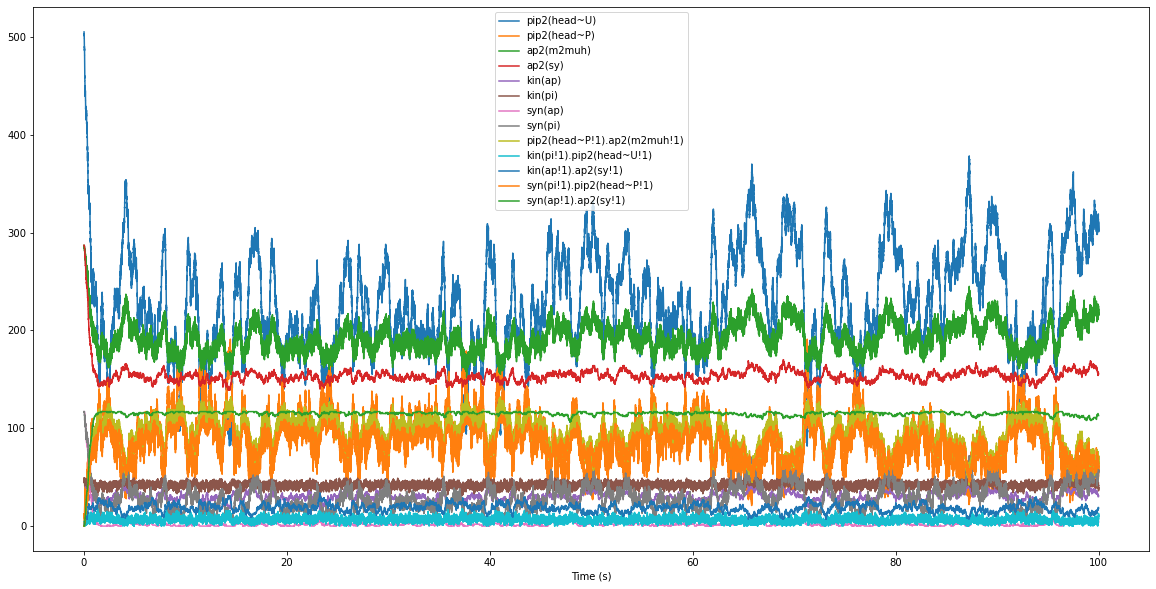 500
400
300
200
100
0
pip2(head~U)
pip2(head~P)
ap2(m2muh)
ap2(sy)
kin(ap)
kin(pi)
syn(ap)
syn(pi)
pip2(head~P!1).ap2(m2muh!1)
kin(pi!1).pip2(head~U!1)
kin(ap!1).ap2(sy!1)
syn(pi!1).pip2(head~P!1)
syn(ap!1).ap2(sy!1)
0 20 40 60 80 100
Time (s)